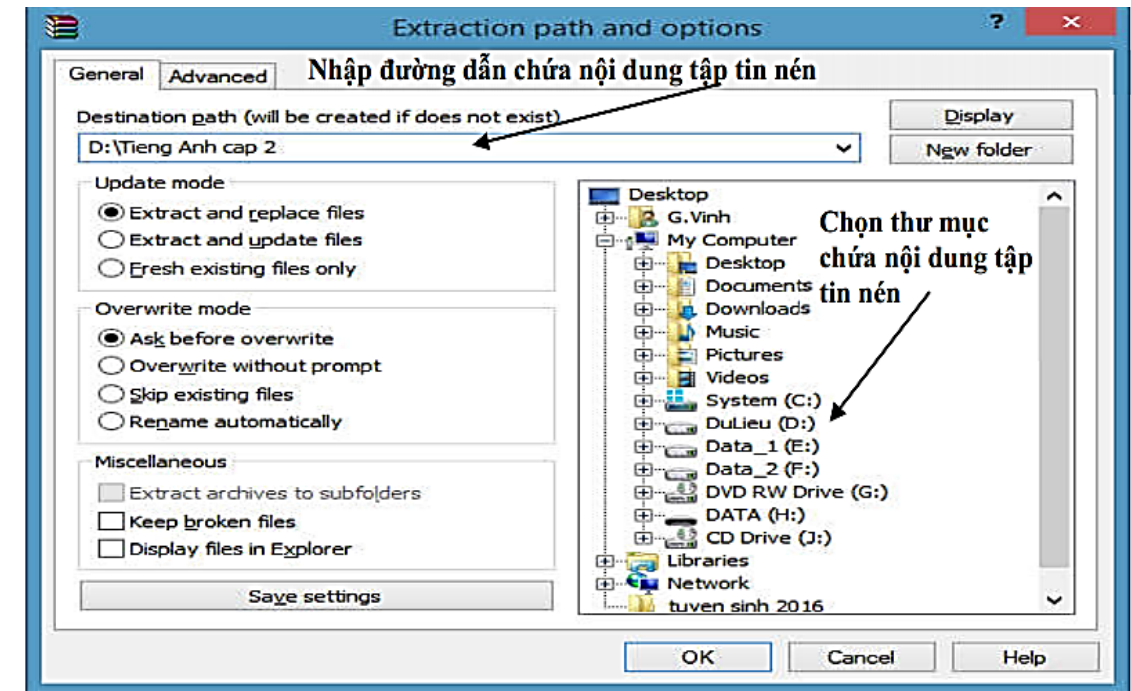 Extraction path and options
? ×
General Advanced
Nhập đường dẫn chứa nội dung tập tin nén
Destination path (will be created if does not exist)
D:\Tieng Anh cap 2
Display
New folder
Update mode
Extract and replace files
Extract and update files
Fresh existing files only
Overwrite mode
Ask before overwrite
Overwrite without prompt
Skip existing files
Rename automatically
Miscellaneous
Extract archives to subfolders
Keep broken files
Display files in Explorer
Save settings
Desktop
G.Vinh
My Computer
Desktop
Documents
Downloads
Music
Pictures
Videos
System (C:)
DuLieu (D:)
Data_1 (E:)
Data_2 (F:)
DVD RW Drive (G:)
DATA (H:)
CD Drive (J:)
Libraries
Network
tuyen sinh 2016
Chọn thư mục
chứa nội dung tập
tin nén
OK Cancel Help